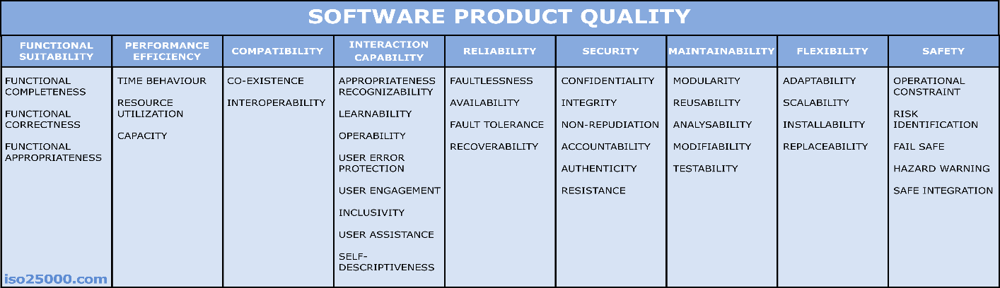 SOFTWARE PRODUCT QUALITY
FUNCTIONAL
SUITABILITY
PERFORMANCE
EFFICIENCY
COMPATIBILITY
INTERACTION
CAPABILITY
RELIABILITY
SECURITY
MAINTAINABILITY
FLEXIBILITY
SAFETY
FUNCTIONAL
COMPLETENESS
FUNCTIONAL
CORRECTNESS
FUNCTIONAL
APPROPRIATENESS
TIME BEHAVIOUR
RESOURCE
UTILIZATION
CAPACITY
CO-EXISTENCE
INTEROPERABILITY
APPROPRIATENESS
RECOGNIZABILITY
LEARNABILITY
OPERABILITY
USER ERROR
PROTECTION
USER ENGAGEMENT
INCLUSIVITY
USER ASSISTANCE
SELF-
DESCRIPTIVENESS
FAULTLESSNESS
AVAILABILITY
FAULT TOLERANCE
RECOVERABILITY
CONFIDENTIALITY
INTEGRITY
NON-REPUDIATION
ACCOUNTABILITY
AUTHENTICITY
RESISTANCE
MODULARITY
REUSABILITY
ANALYSABILITY
MODIFIABILITY
TESTABILITY
ADAPTABILITY
SCALABILITY
INSTALLABILITY
REPLACEABILITY
OPERATIONAL
CONSTRAINT
RISK
IDENTIFICATION
FAIL SAFE
HAZARD WARNING
SAFE INTEGRATION
iso25000.com